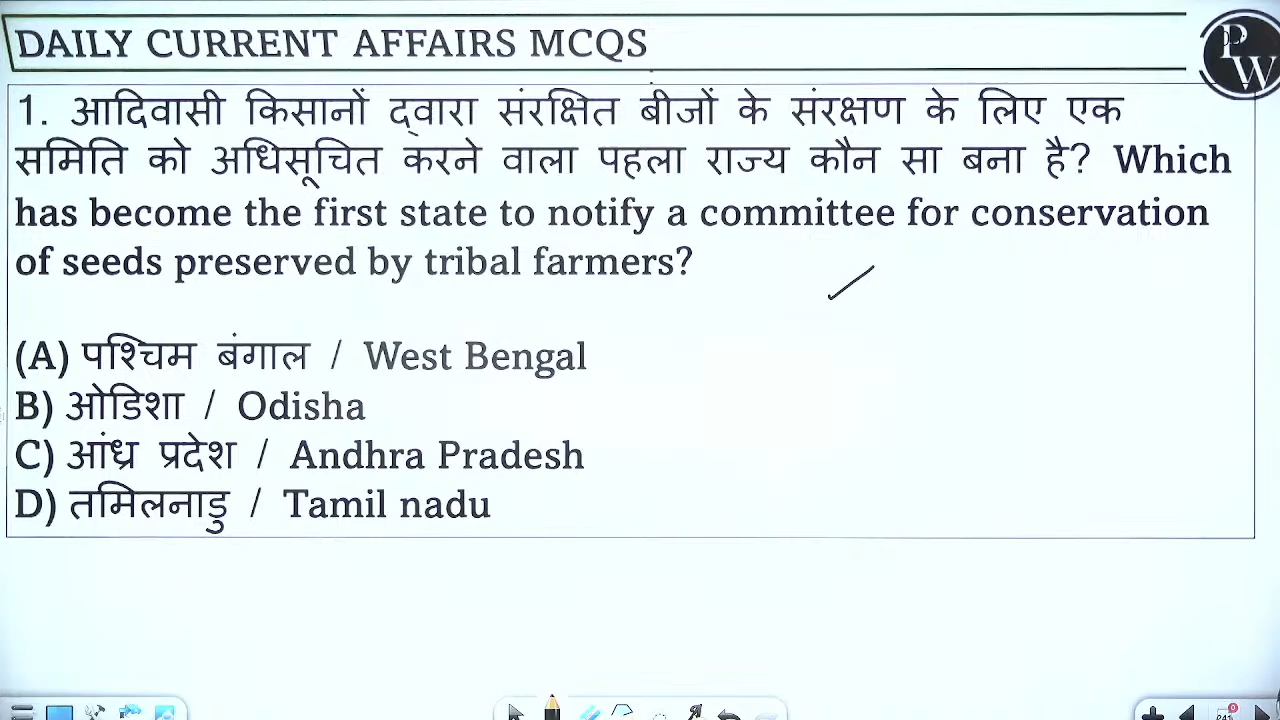 DAILY CURRENT AFFAIRS MCQS
PW
1. आदिवासी किसानों द्वारा संरक्षित बीजों के संरक्षण के लिए एक
समिति को अधिसूचित करने वाला पहला राज्य कौन सा बना है? Which
has become the first state to notify a committee for conservation
of seeds preserved by tribal farmers?
(A) पश्चिम बंगाल / West Bengal
B) ओडिशा / Odisha
C) आंध्र प्रदेश / Andhra Pradesh
D) तमिलनाडु / Tamil nadu